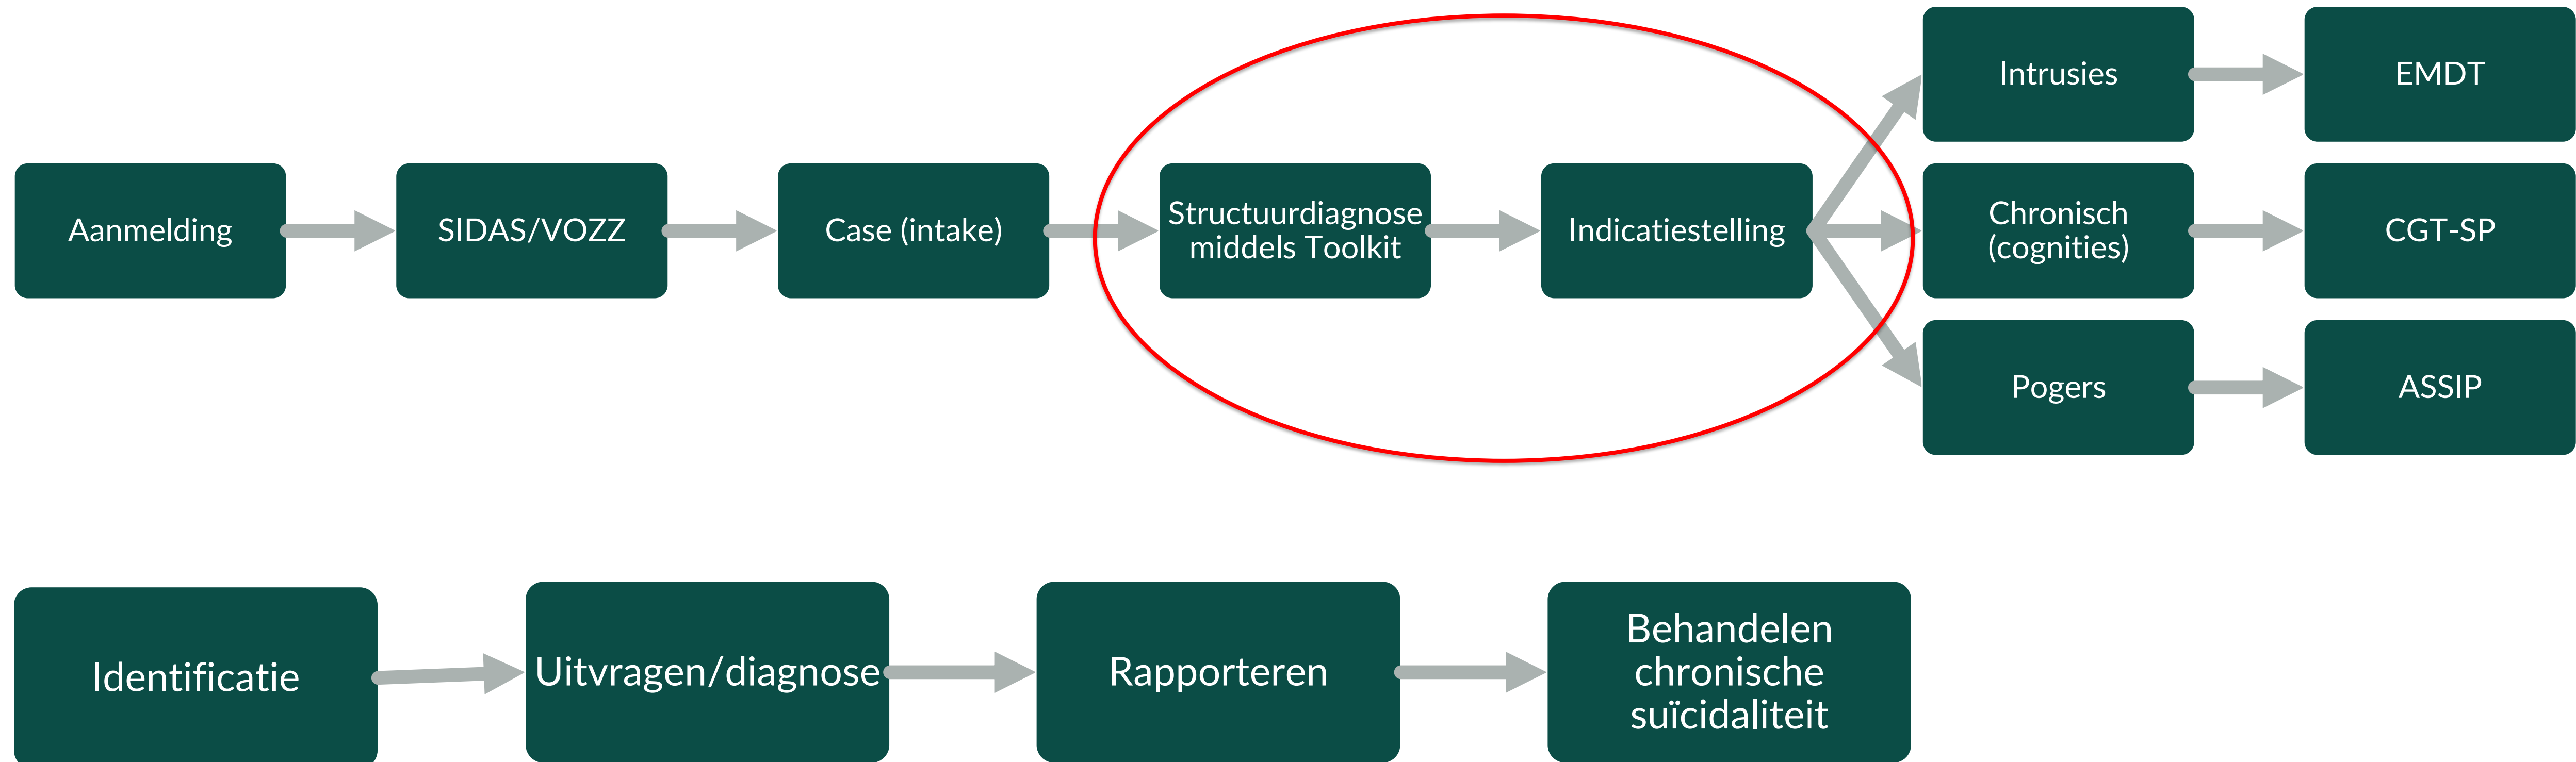 Aanmelding
SIDAS/VOZZ
Case (intake)
Structuurdiagnose
middels Toolkit
Indicatiestelling
Intrusies
EMDT
Chronisch
(cognities)
CGT-SP
Pogers
ASSIP
Identificatie
Uitvragen/diagnose
Rapporteren
Behandelen
chronische
suïcidaliteit